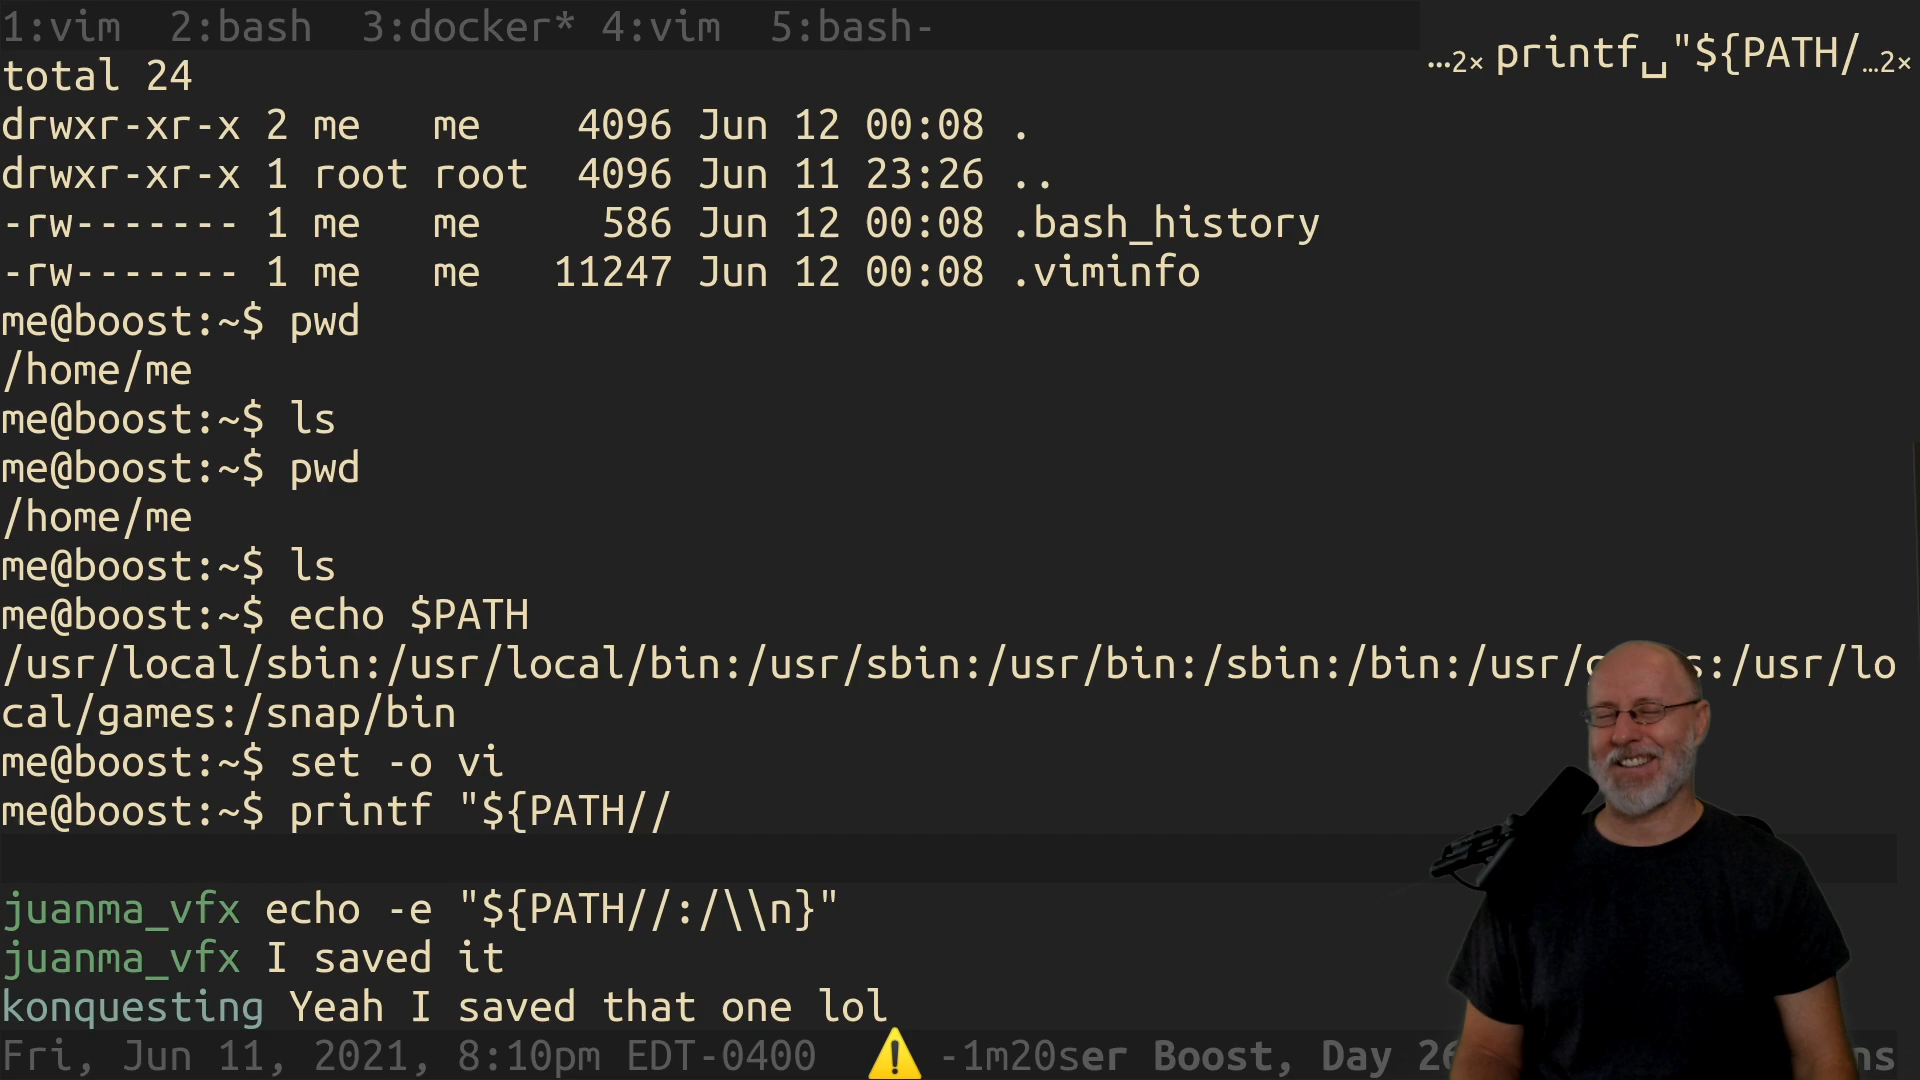 1:vim  2:bash  3:docker* 4:vim  5:bash-
…2× printf␣"${PATH/…2×
total 24
drwxr-xr-x 2 me   me    4096 Jun 12 00:08 .
drwxr-xr-x 1 root root  4096 Jun 11 23:26 ..
-rw------- 1 me   me     586 Jun 12 00:08 .bash_history
-rw------- 1 me   me   11247 Jun 12 00:08 .viminfo
me@boost:~$ pwd
/home/me
me@boost:~$ ls
me@boost:~$ pwd
/home/me
me@boost:~$ ls
me@boost:~$ echo $PATH
/usr/local/sbin:/usr/local/bin:/usr/sbin:/usr/bin:/sbin:/bin:/usr/games:/usr/lo
cal/games:/snap/bin
me@boost:~$ set -o vi
me@boost:~$ printf "${PATH//
juanma_vfx echo -e "${PATH//:/\\n}"
juanma_vfx I saved it
konquesting Yeah I saved that one lol
Fri, Jun 11, 2021, 8:10pm EDT-0400  ⚠ -1m20ser Boost, Day